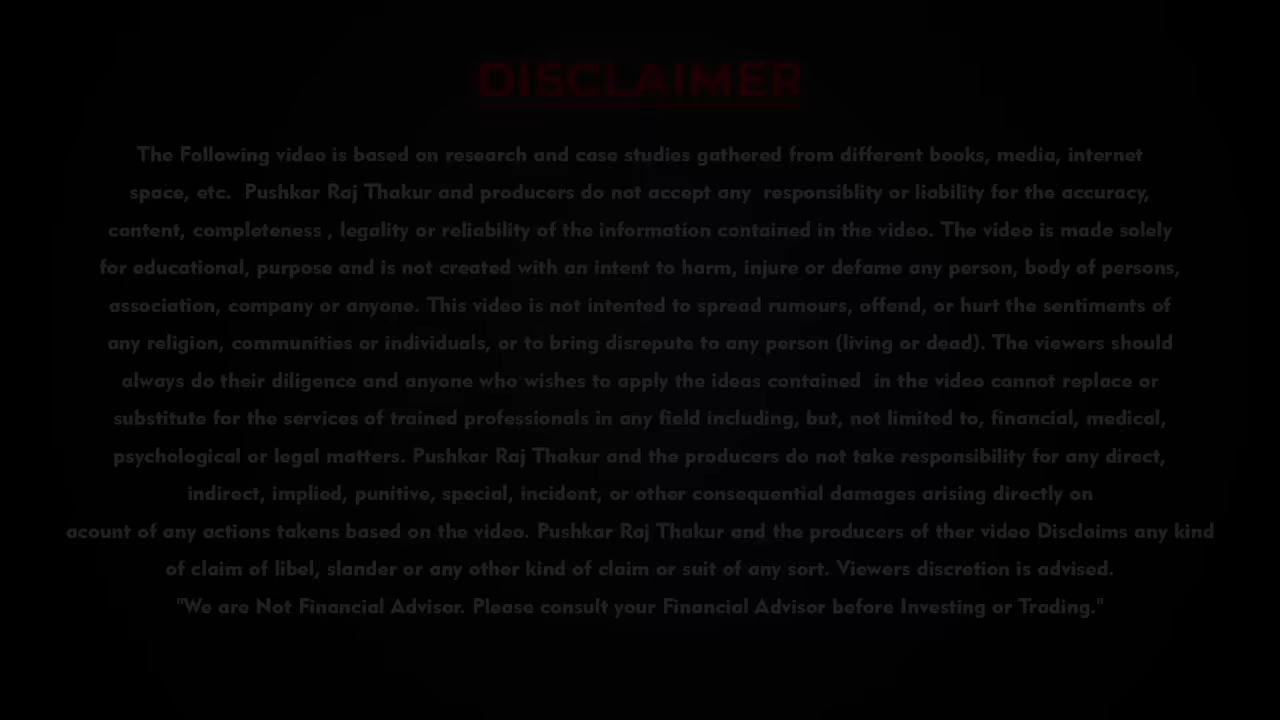 DISCLAIMER
The Following video is based on research and case studies gathered from different books, media, internet
space, etc.  Pushkar Raj Thakur and producers do not accept any  responsiblity or liability for the accuracy,
content, completeness , legality or reliability of the information contained in the video. The video is made solely
for educational, purpose and is not created with an intent to harm, injure or defame any person, body of persons,
association, company or anyone. This video is not intented to spread rumours, offend, or hurt the sentiments of
any religion, communities or individuals, or to bring disrepute to any person (living or dead). The viewers should
always do their diligence and anyone who wishes to apply the ideas contained  in the video cannot replace or
substitute for the services of trained professionals in any field including, but, not limited to, financial, medical,
psychological or legal matters. Pushkar Raj Thakur and the producers do not take responsibility for any direct,
indirect, implied, punitive, special, incident, or other consequential damages arising directly on
acount of any actions takens based on the video. Pushkar Raj Thakur and the producers of ther video Disclaims any kind
of claim of libel, slander or any other kind of claim or suit of any sort. Viewers discretion is advised.
"We are Not Financial Advisor. Please consult your Financial Advisor before Investing or Trading."